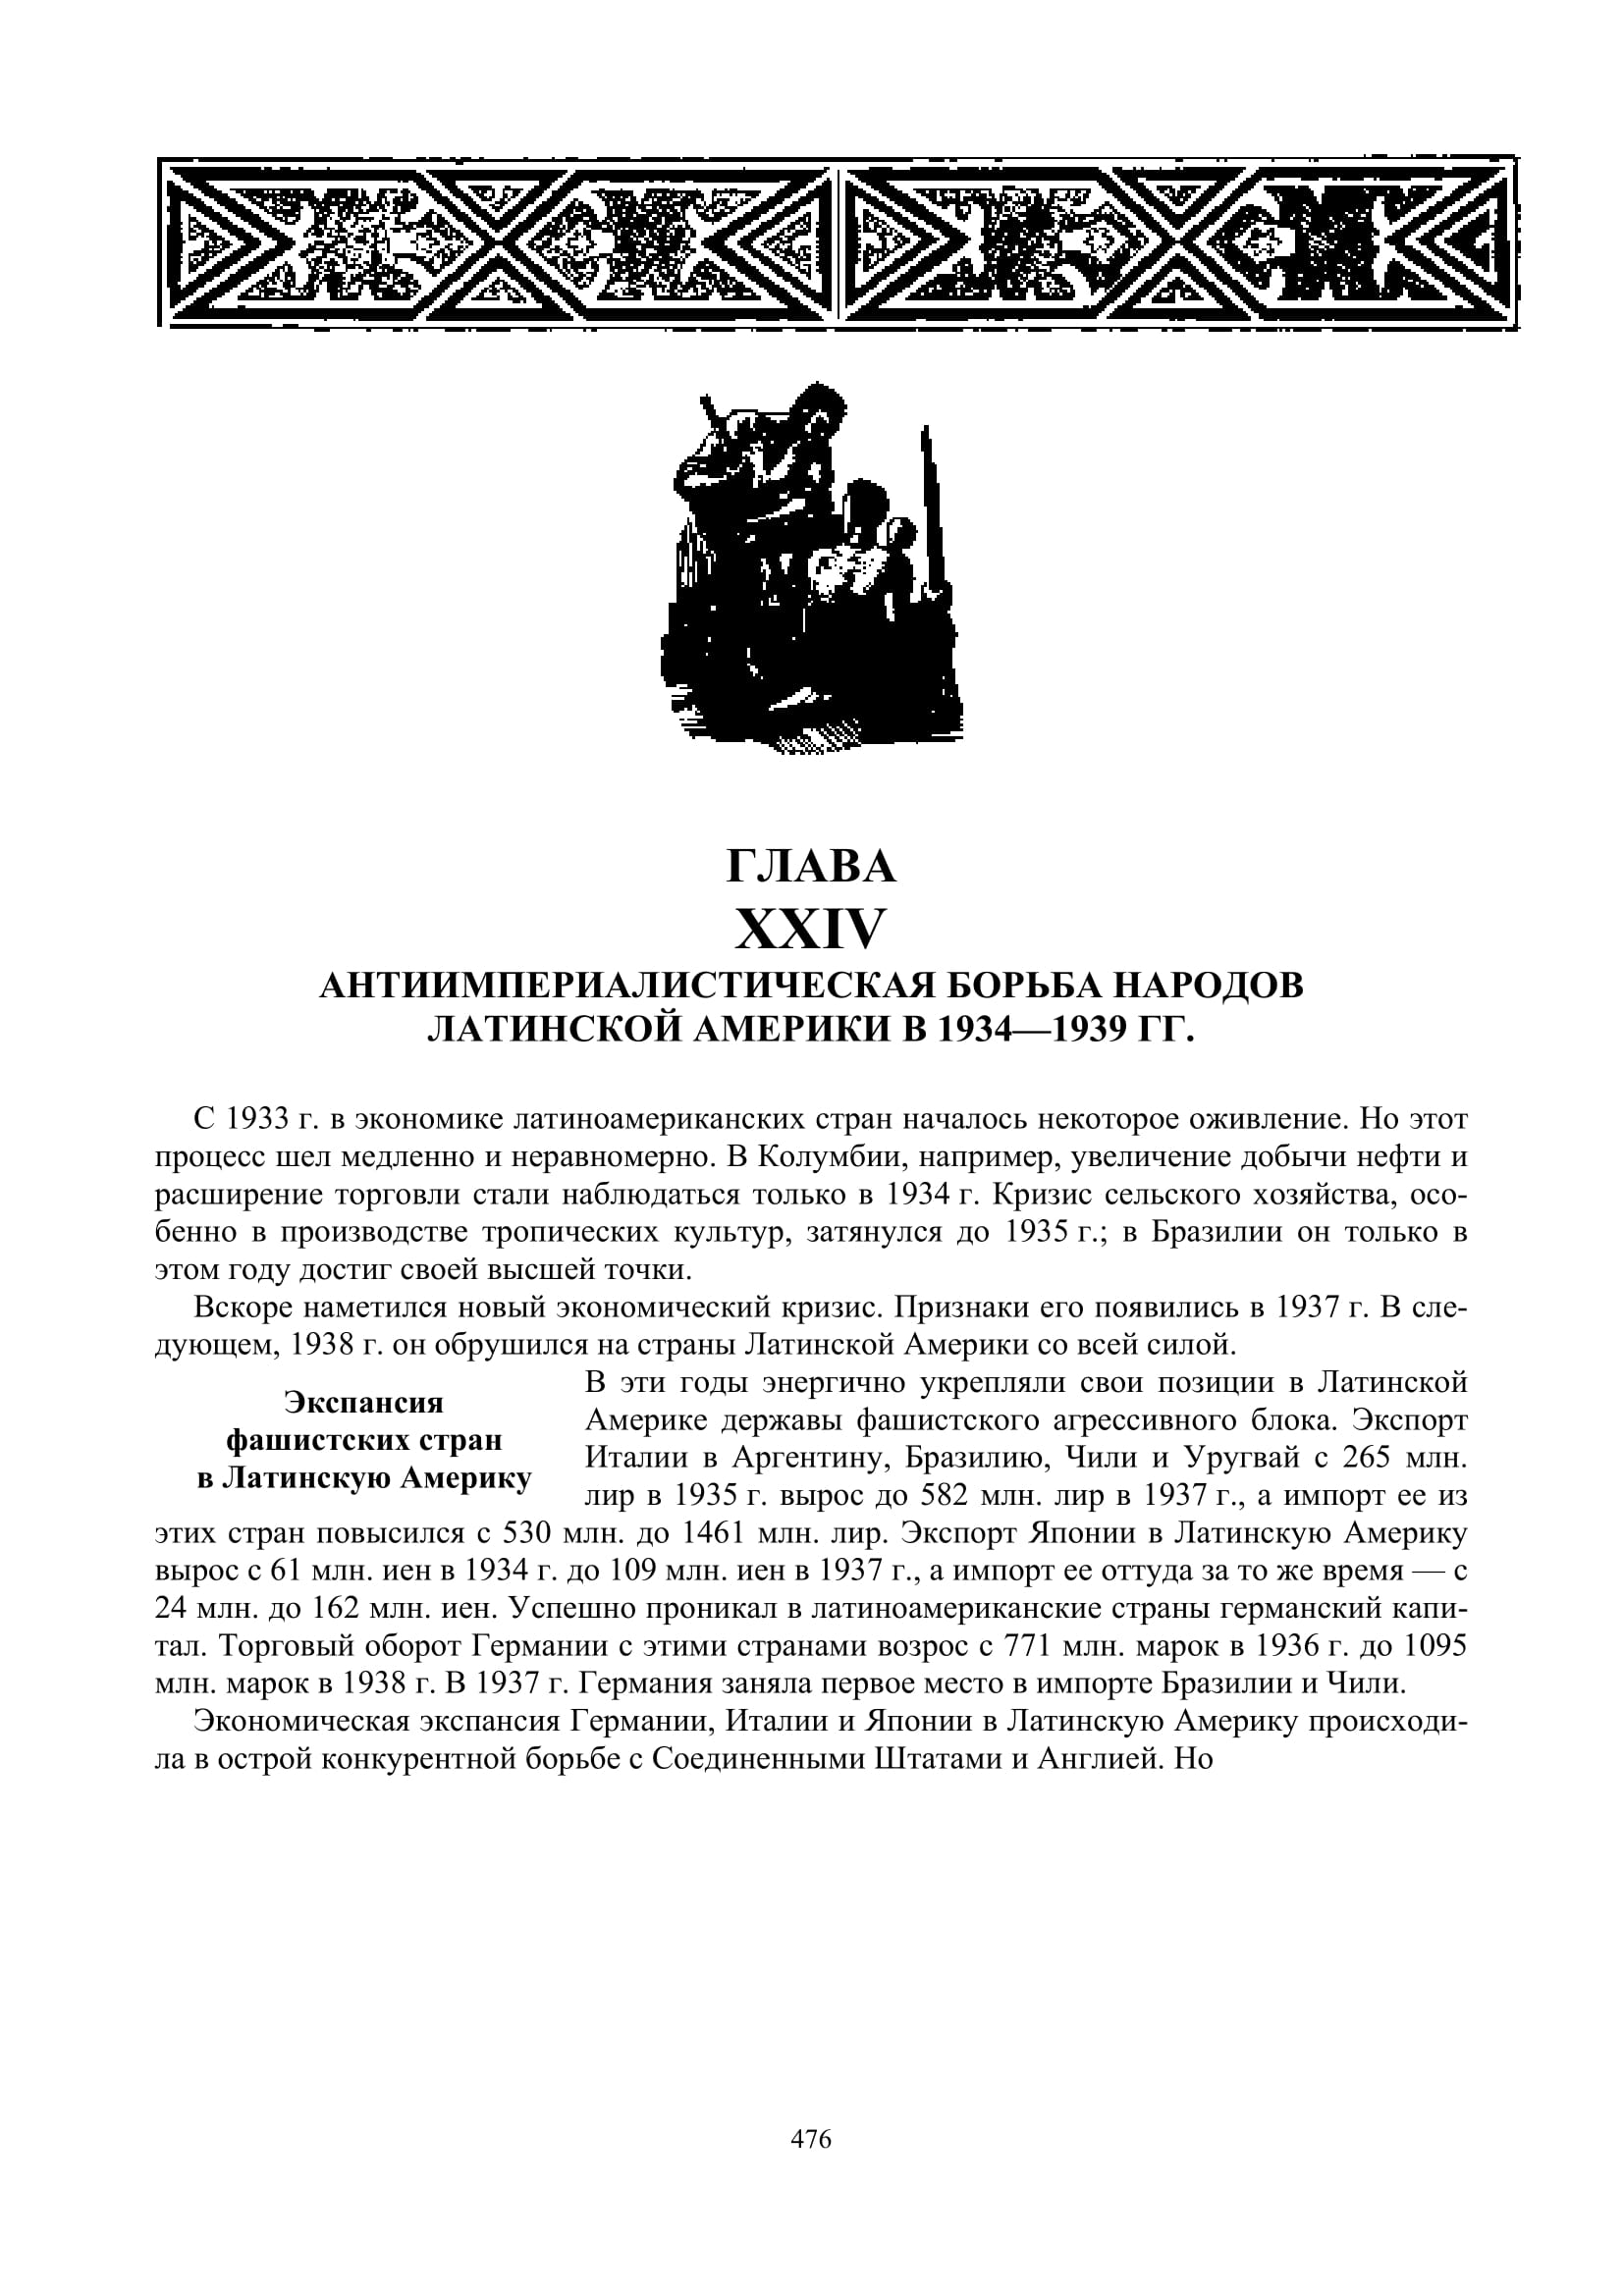 ГЛАВА
XXIV
АНТИИМПЕРИАЛИСТИЧЕСКАЯ БОРЬБА НАРОДОВ
ЛАТИНСКОЙ АМЕРИКИ В 1934—1939 ГГ.
С 1933 г. в экономике латиноамериканских стран началось некоторое оживление. Но этот
процесс шел медленно и неравномерно. В Колумбии, например, увеличение добычи нефти и
расширение торговли стали наблюдаться только в 1934 г. Кризис сельского хозяйства, осо-
бенно в производстве тропических культур, затянулся до 1935 г.; в Бразилии он только в
этом году достиг своей высшей точки.
Вскоре наметился новый экономический кризис. Признаки его появились в 1937 г. В сле-
дующем, 1938 г. он обрушился на страны Латинской Америки со всей силой.
Экспансия
фашистских стран
в Латинскую Америку
В эти годы энергично укрепляли свои позиции в Латинской
Америке державы фашистского агрессивного блока. Экспорт
Италии в Аргентину, Бразилию, Чили и Уругвай с 265 млн.
лир в 1935 г. вырос до 582 млн. лир в 1937 г., а импорт ее из
этих стран повысился с 530 млн. до 1461 млн. лир. Экспорт Японии в Латинскую Америку
вырос с 61 млн. иен в 1934 г. до 109 млн. иен в 1937 г., а импорт ее оттуда за то же время — с
24 млн. до 162 млн. иен. Успешно проникал в латиноамериканские страны германский капи-
тал. Торговый оборот Германии с этими странами возрос с 771 млн. марок в 1936 г. до 1095
млн. марок в 1938 г. В 1937 г. Германия заняла первое место в импорте Бразилии и Чили.
Экономическая экспансия Германии, Италии и Японии в Латинскую Америку происходи-
ла в острой конкурентной борьбе с Соединенными Штатами и Англией. Но
476